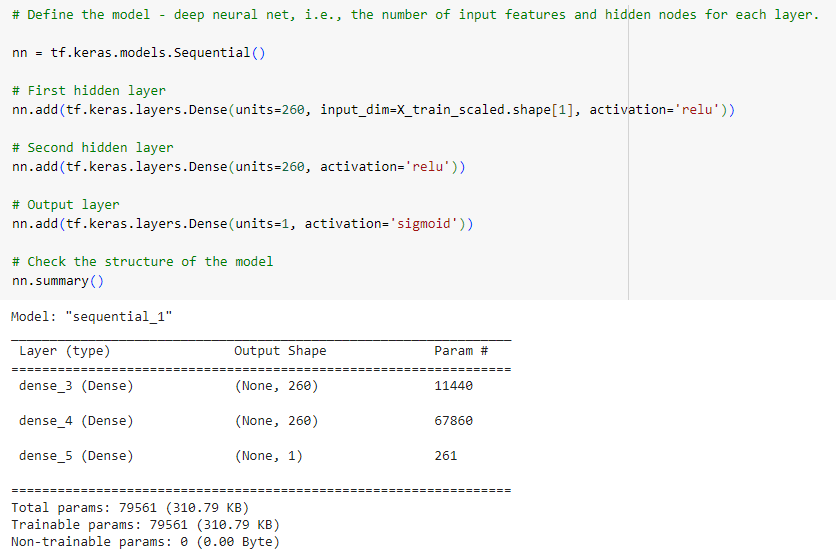 # Define the model - deep neural net, i.e., the number of input features and hidden nodes for each layer.
nn = tf.keras.models.Sequential()
# First hidden layer
nn.add(tf.keras.layers.Dense(units=260, input_dim=X_train_scaled.shape[1], activation='relu'))
# Second hidden layer
nn.add(tf.keras.layers.Dense(units=260, activation='relu'))
# Output layer
nn.add(tf.keras.layers.Dense(units=1, activation='sigmoid'))
# Check the structure of the model
nn.summary()
Model: "sequential_1"
_________________________________________________________________
Layer (type) Output Shape Param #
=================================================================
dense_3 (Dense) (None, 260) 11440
dense_4 (Dense) (None, 260) 67860
dense_5 (Dense) (None, 1) 261
=================================================================
Total params: 79561 (310.79 KB)
Trainable params: 79561 (310.79 KB)
Non-trainable params: 0 (0.00 Byte)